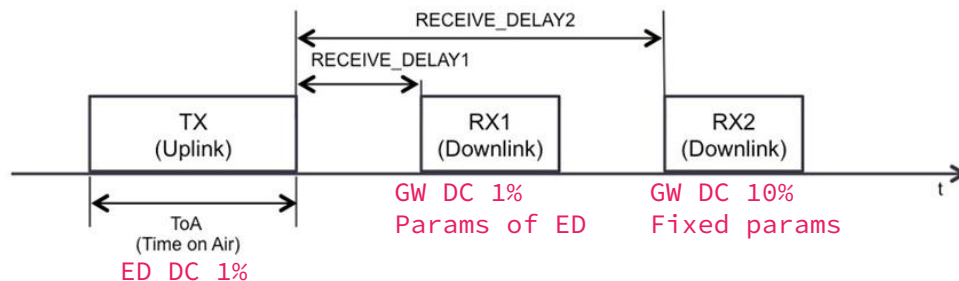 RECEIVE_DELAY2
RECEIVE_DELAY1
TX
(Uplink)
RX1
(Downlink)
RX2
(Downlink)
t
ToA
(Time on Air)
ED DC 1%
GW DC 1%
Params of ED
GW DC 10%
Fixed params